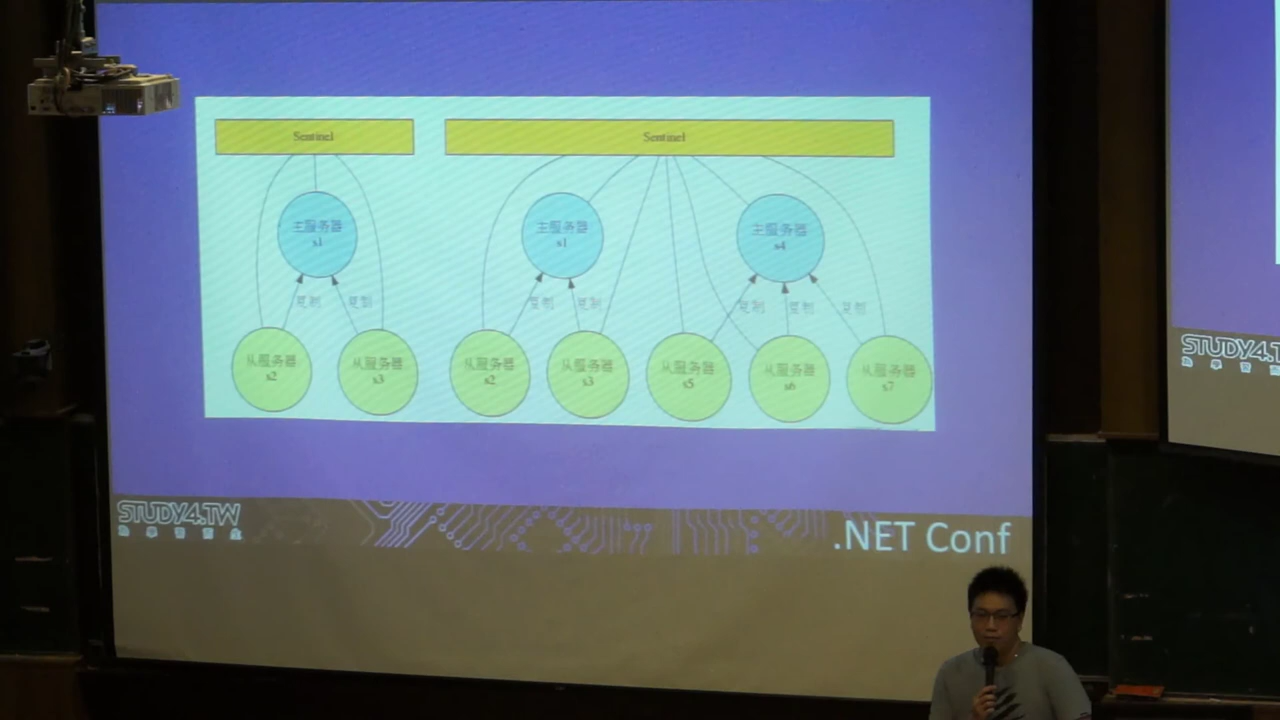 Sentinel
Sentinel
主服务器
s1
主服务器
s1
主服务器
s4
复制
复制
复制
复制
复制
复制
复制
从服务器
s2
从服务器
s3
从服务器
s2
从服务器
s3
从服务器
s5
从服务器
s6
从服务器
s7
STUDY4.TW
.NET Conf
STUDY4.T